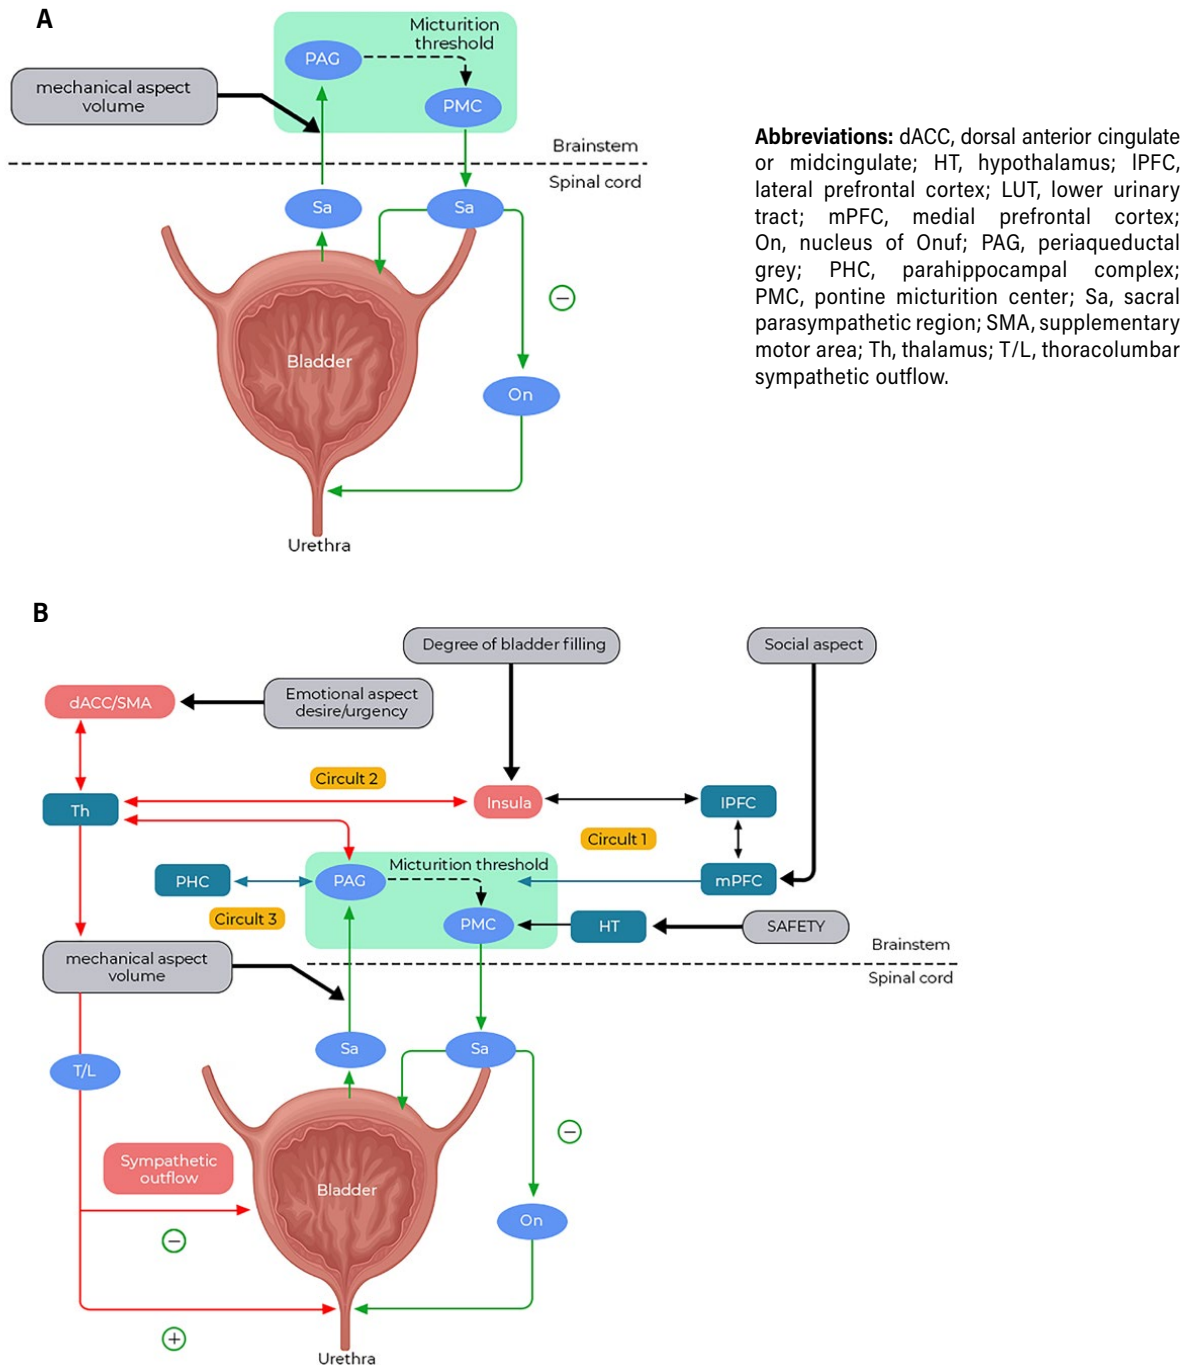 A
Micturition
threshold
PAG
mechanical aspect
volume
PMC
Brainstem
Spinal cord
Sa
Sa
Bladder
On
Urethra
Abbreviations: dACC, dorsal anterior cingulate
or midcingulate; HT, hypothalamus; lPFC,
lateral prefrontal cortex; LUT, lower urinary
tract; mPFC, medial prefrontal cortex;
On, nucleus of Onuf; PAG, periaqueductal
grey; PHC, parahippocampal complex;
PMC, pontine micturition center; Sa, sacral
parasympathetic region; SMA, supplementary
motor area; Th, thalamus; T/L, thoracolumbar
sympathetic outflow.
B
Degree of bladder filling
Social aspect
dACC/SMA
Emotional aspect
desire/urgency
Circult 2
Th
Insula
lPFC
Circult 1
Micturition threshold
PHC
PAG
mPFC
Circult 3
PMC
HT
SAFETY
Brainstem
Spinal cord
mechanical aspect
volume
Sa
Sa
T/L
Sympathetic
outflow
Bladder
On
Urethra